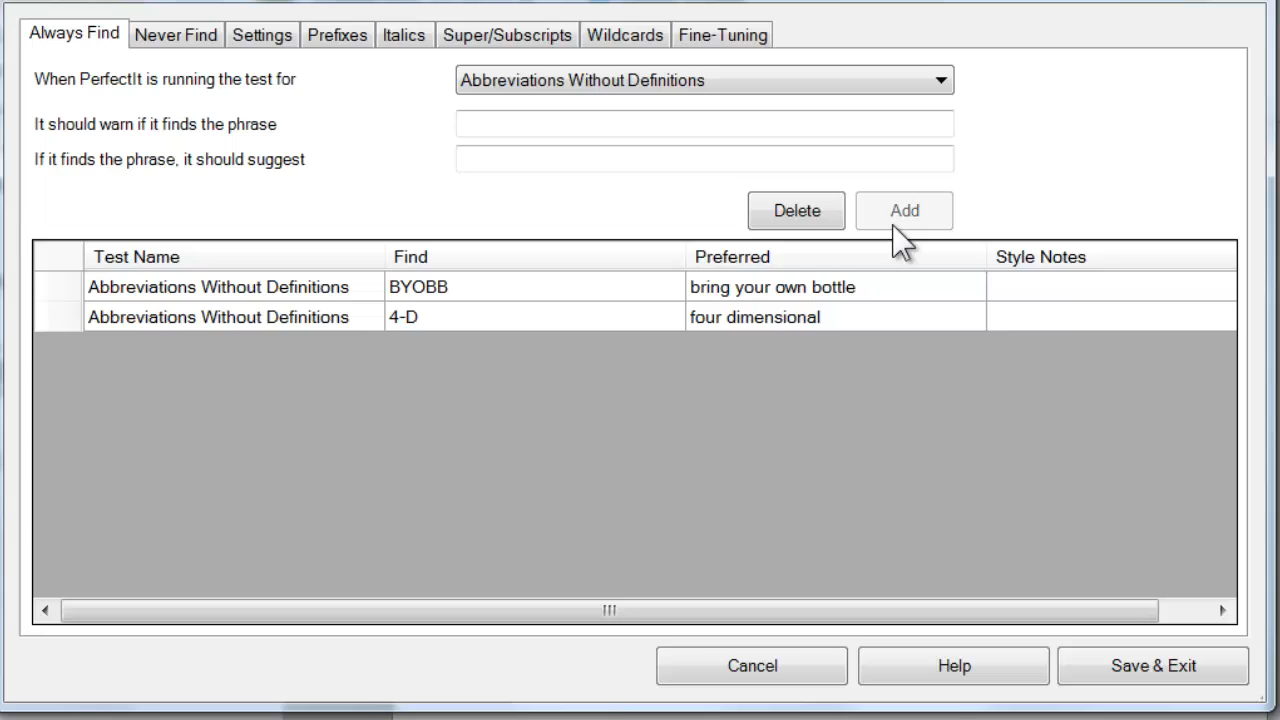 Always Find Never Find Settings Prefixes Italics Super/Subscripts Wildcards Fine-Tuning
When PerfectIt is running the test for Abbreviations Without Definitions
It should warn if it finds the phrase
If it finds the phrase, it should suggest
Delete Add
Test Name Find Preferred Style Notes
Abbreviations Without Definitions BYOBB bring your own bottle
Abbreviations Without Definitions 4-D four dimensional
Cancel Help Save & Exit